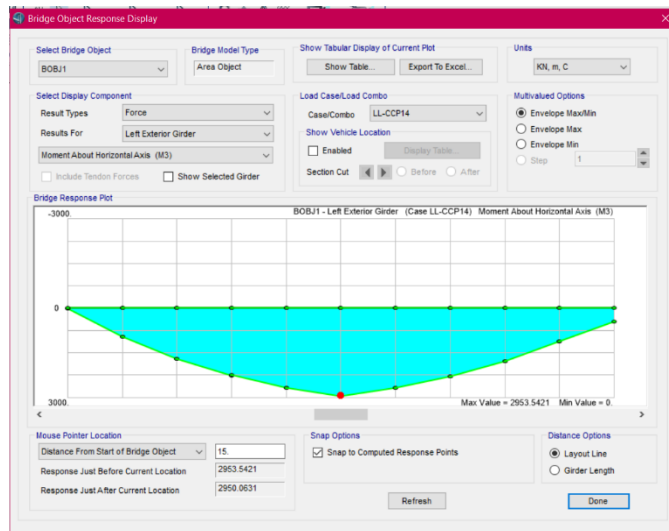 Bridge Object Response Display
Select Bridge Object
BOBJ1
Bridge Model Type
Area Object
Show Tabular Display of Current Plot
Show Table...
Export To Excel...
Units
KN, m, C
Select Display Component
Result Types
Force
Results For
Left Exterior Girder
Moment About Horizontal Axis (M3)
Include Tendon Forces
Show Selected Girder
Load Case/Load Combo
Case/Combo
LL-CCP14
Show Vehicle Location
Enabled
Display Table...
Section Cut
Before
After
Multivalued Options
Envelope Max/Min
Envelope Max
Envelope Min
Step
1
Bridge Response Plot
-3000.
BOBJ1 - Left Exterior Girder (Case LL-CCP14) Moment About Horizontal Axis (M3)
0
3000.
Max Value = 2953.5421 Min Value = 0.
Mouse Pointer Location
Distance From Start of Bridge Object
15.
Response Just Before Current Location
2953.5421
Response Just After Current Location
2950.0631
Snap Options
Snap to Computed Response Points
Refresh
Distance Options
Layout Line
Girder Length
Done